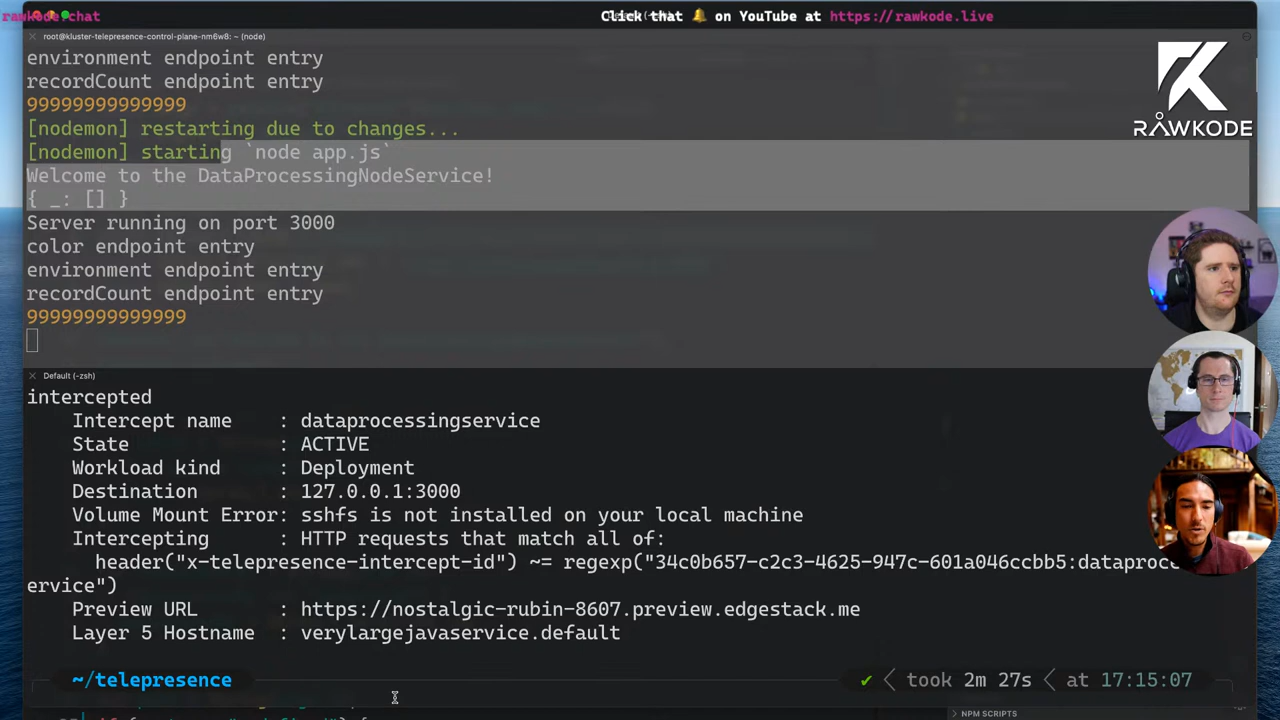 rawkode.chat
Click that 🔔 on YouTube at https://rawkode.live
root@kluster-telepresence-control-plane-nm6w8: ~ (node)
RAWKODE
environment endpoint entry
recordCount endpoint entry
99999999999999
[nodemon] restarting due to changes...
[nodemon] starting `node app.js`
Welcome to the DataProcessingNodeService!
{ _: [] }
Server running on port 3000
color endpoint entry
environment endpoint entry
recordCount endpoint entry
99999999999999
Default (-zsh)
intercepted
Intercept name : dataprocessingservice
State : ACTIVE
Workload kind : Deployment
Destination : 127.0.0.1:3000
Volume Mount Error: sshfs is not installed on your local machine
Intercepting : HTTP requests that match all of:
header("x-telepresence-intercept-id") ~= regexp("34c0b657-c2c3-4625-947c-601a046ccbb5:dataproce
ervice")
Preview URL : https://nostalgic-rubin-8607.preview.edgestack.me
Layer 5 Hostname : verylargejavaservice.default
~/telepresence
✔ took 2m 27s at 17:15:07
NPM SCRIPTS